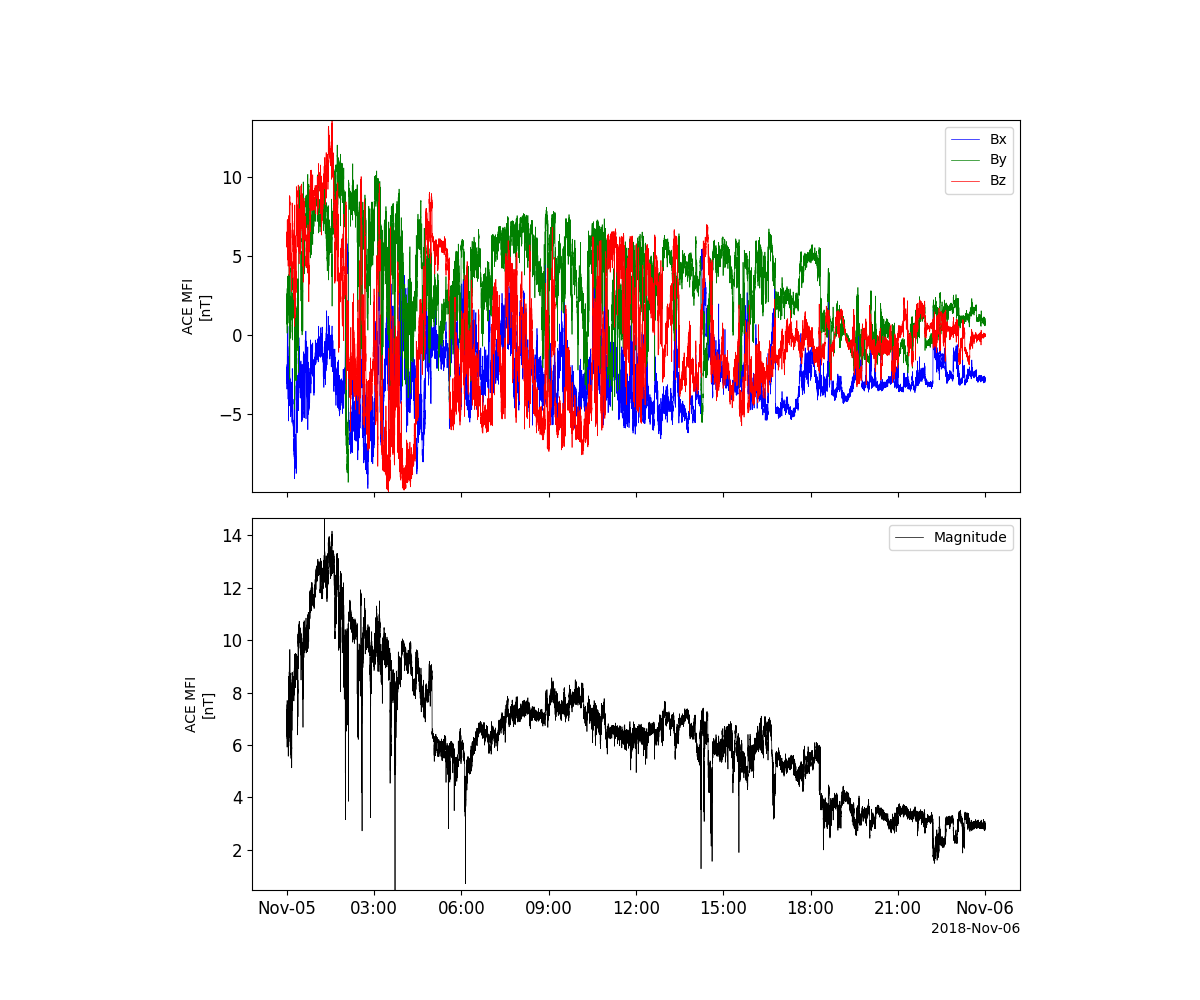 10
5
0
−5
ACE MFI
[nT]
Bx
By
Bz
14
12
10
8
6
4
2
ACE MFI
[nT]
Magnitude
Nov-05 03:00 06:00 09:00 12:00 15:00 18:00 21:00 Nov-06
2018-Nov-06